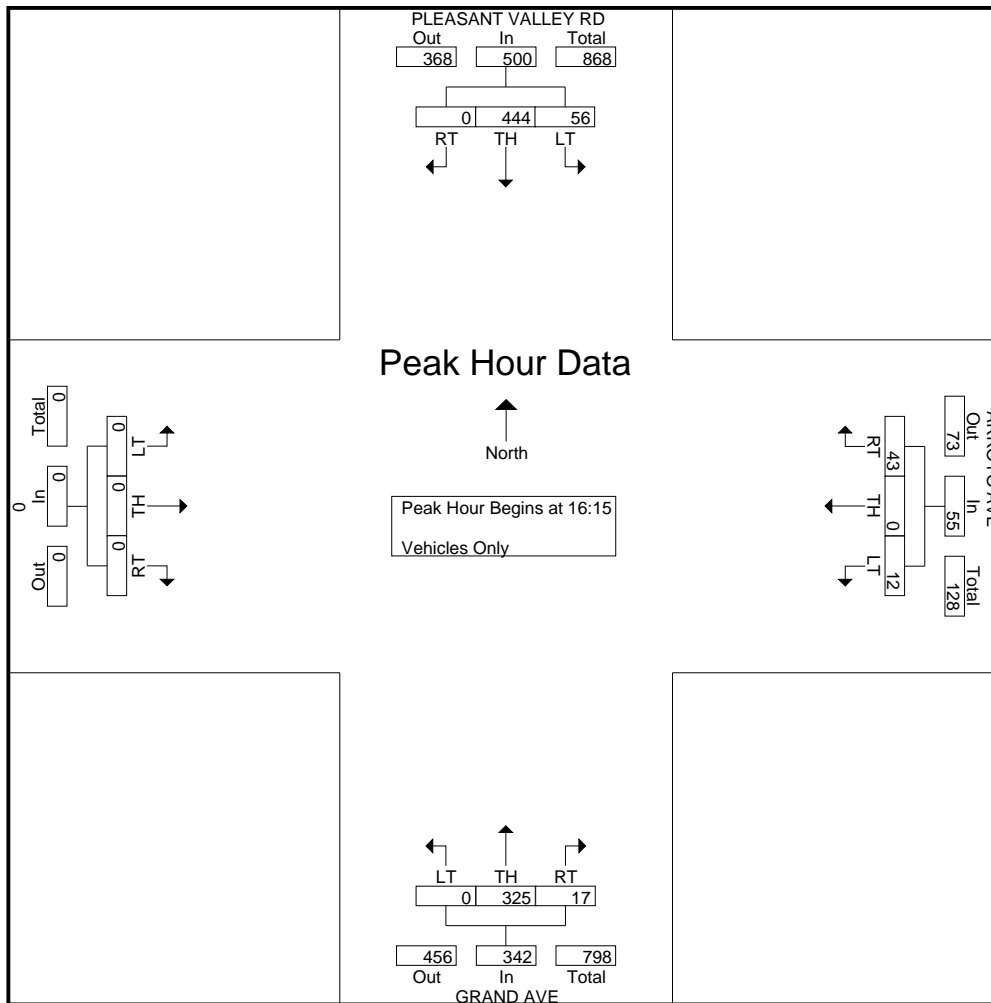 PLEASANT VALLEY RD
Out In Total
368 500 868
0 444 56
RT TH LT
Peak Hour Data
North
Peak Hour Begins at 16:15
Vehicles Only
Total 0
In 0
Out 0
0
LT 0
TH 0
RT 0
RT 43
TH 0
LT 12
Out 73
In 55
Total 128
LT TH RT
0 325 17
456 342 798
Out In Total
GRAND AVE